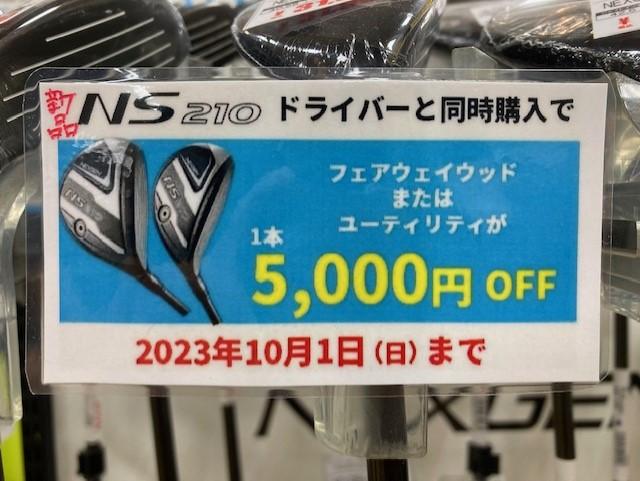 新品 NS 210 ドライバーと同時購入で
フェアウェイウッド
または
ユーティリティが
1本
5,000円 OFF
2023年10月1日（日）まで